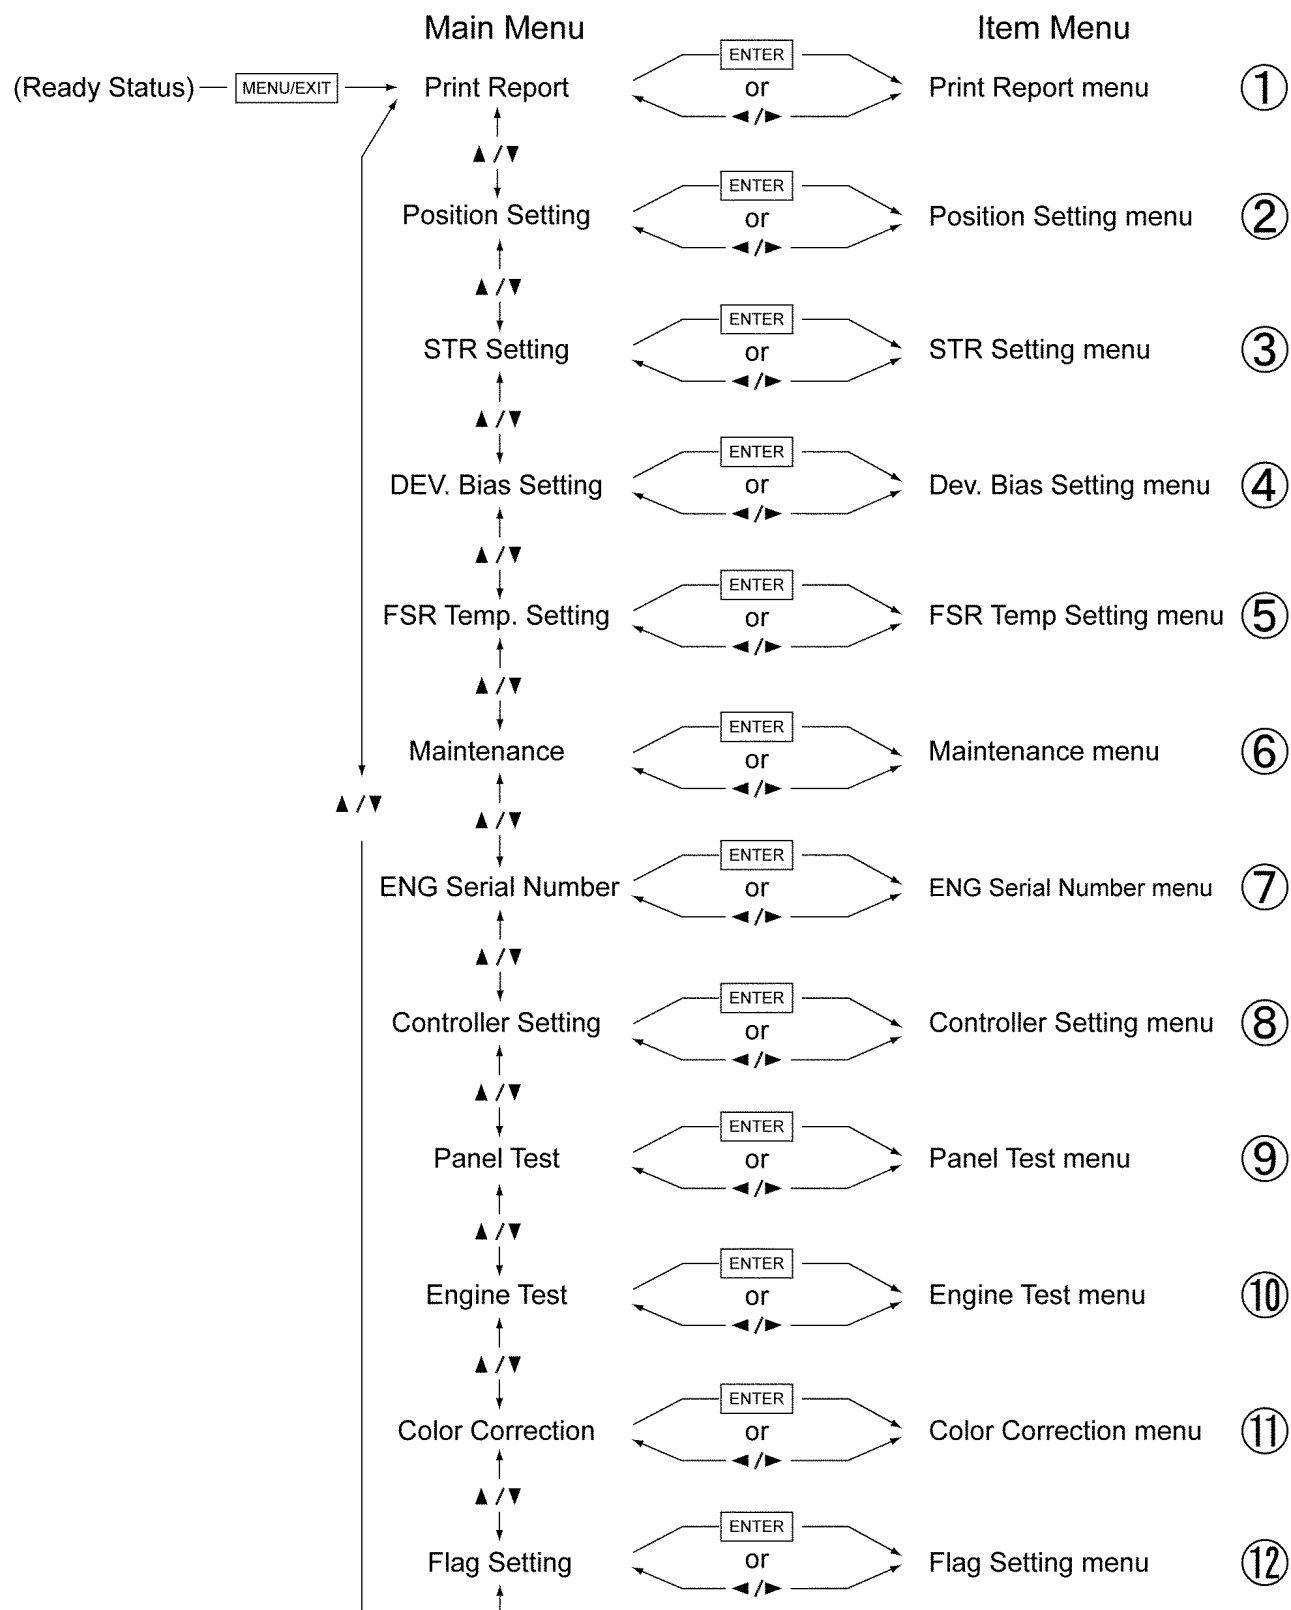 Main Menu Item Menu
ENTER
(Ready Status) MENU/EXIT Print Report or Print Report menu ①
◄/►
▲/▼
ENTER
Position Setting or Position Setting menu ②
◄/►
▲/▼
ENTER
STR Setting or STR Setting menu ③
◄/►
▲/▼
ENTER
DEV. Bias Setting or Dev. Bias Setting menu ④
◄/►
▲/▼
ENTER
FSR Temp. Setting or FSR Temp Setting menu ⑤
◄/►
▲/▼
ENTER
Maintenance or Maintenance menu ⑥
◄/►
▲/▼ ▲/▼
ENTER
ENG Serial Number or ENG Serial Number menu ⑦
◄/►
▲/▼
ENTER
Controller Setting or Controller Setting menu ⑧
◄/►
▲/▼
ENTER
Panel Test or Panel Test menu ⑨
◄/►
▲/▼
ENTER
Engine Test or Engine Test menu ⑩
◄/►
▲/▼
ENTER
Color Correction or Color Correction menu ⑪
◄/►
▲/▼
ENTER
Flag Setting or Flag Setting menu ⑫
◄/►